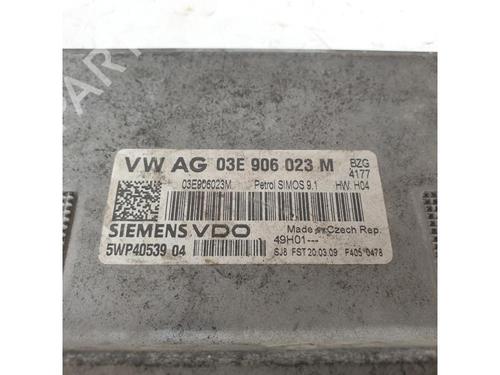 VW AG 03E 906 023 M BZG
4177
03E906023M Petrol SIMOS 9.1 HW: H04
SIEMENS VDO Made in Czech Rep.
49H01---
5WP40539 04 SJ8 FST 20.03.09 F405 0478